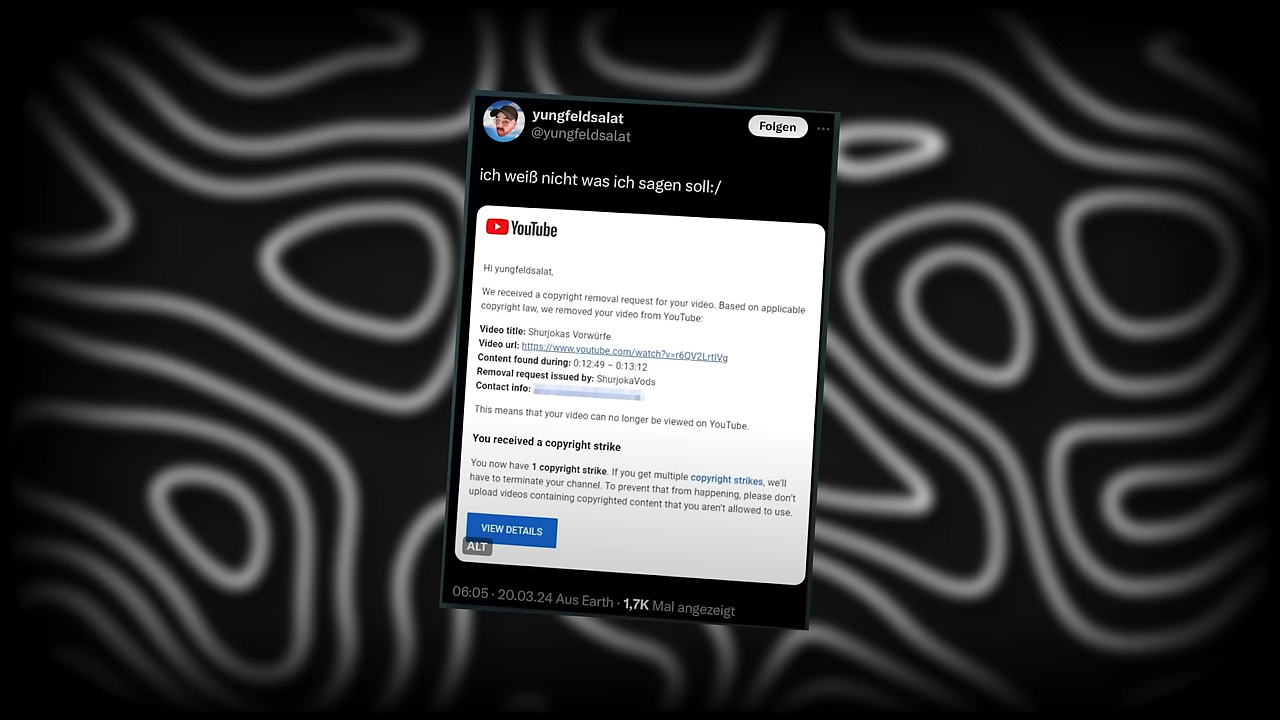 yungfeldsalat
@yungfeldsalat
Folgen
ich weiß nicht was ich sagen soll:/
YouTube
Hi yungfeldsalat,
We received a copyright removal request for your video. Based on applicable
copyright law, we removed your video from YouTube:
Video title: Shurjokas Vorwürfe
Video url: https://www.youtube.com/watch?v=r6QV2LrtlVg
Content found during: 0:12:49 – 0:13:12
Removal request issued by: ShurjokaVods
Contact info:
This means that your video can no longer be viewed on YouTube.
You received a copyright strike
You now have 1 copyright strike. If you get multiple copyright strikes, we'll
have to terminate your channel. To prevent that from happening, please don't
upload videos containing copyrighted content that you aren't allowed to use.
VIEW DETAILS
ALT
06:05 · 20.03.24 Aus Earth · 1,7K Mal angezeigt